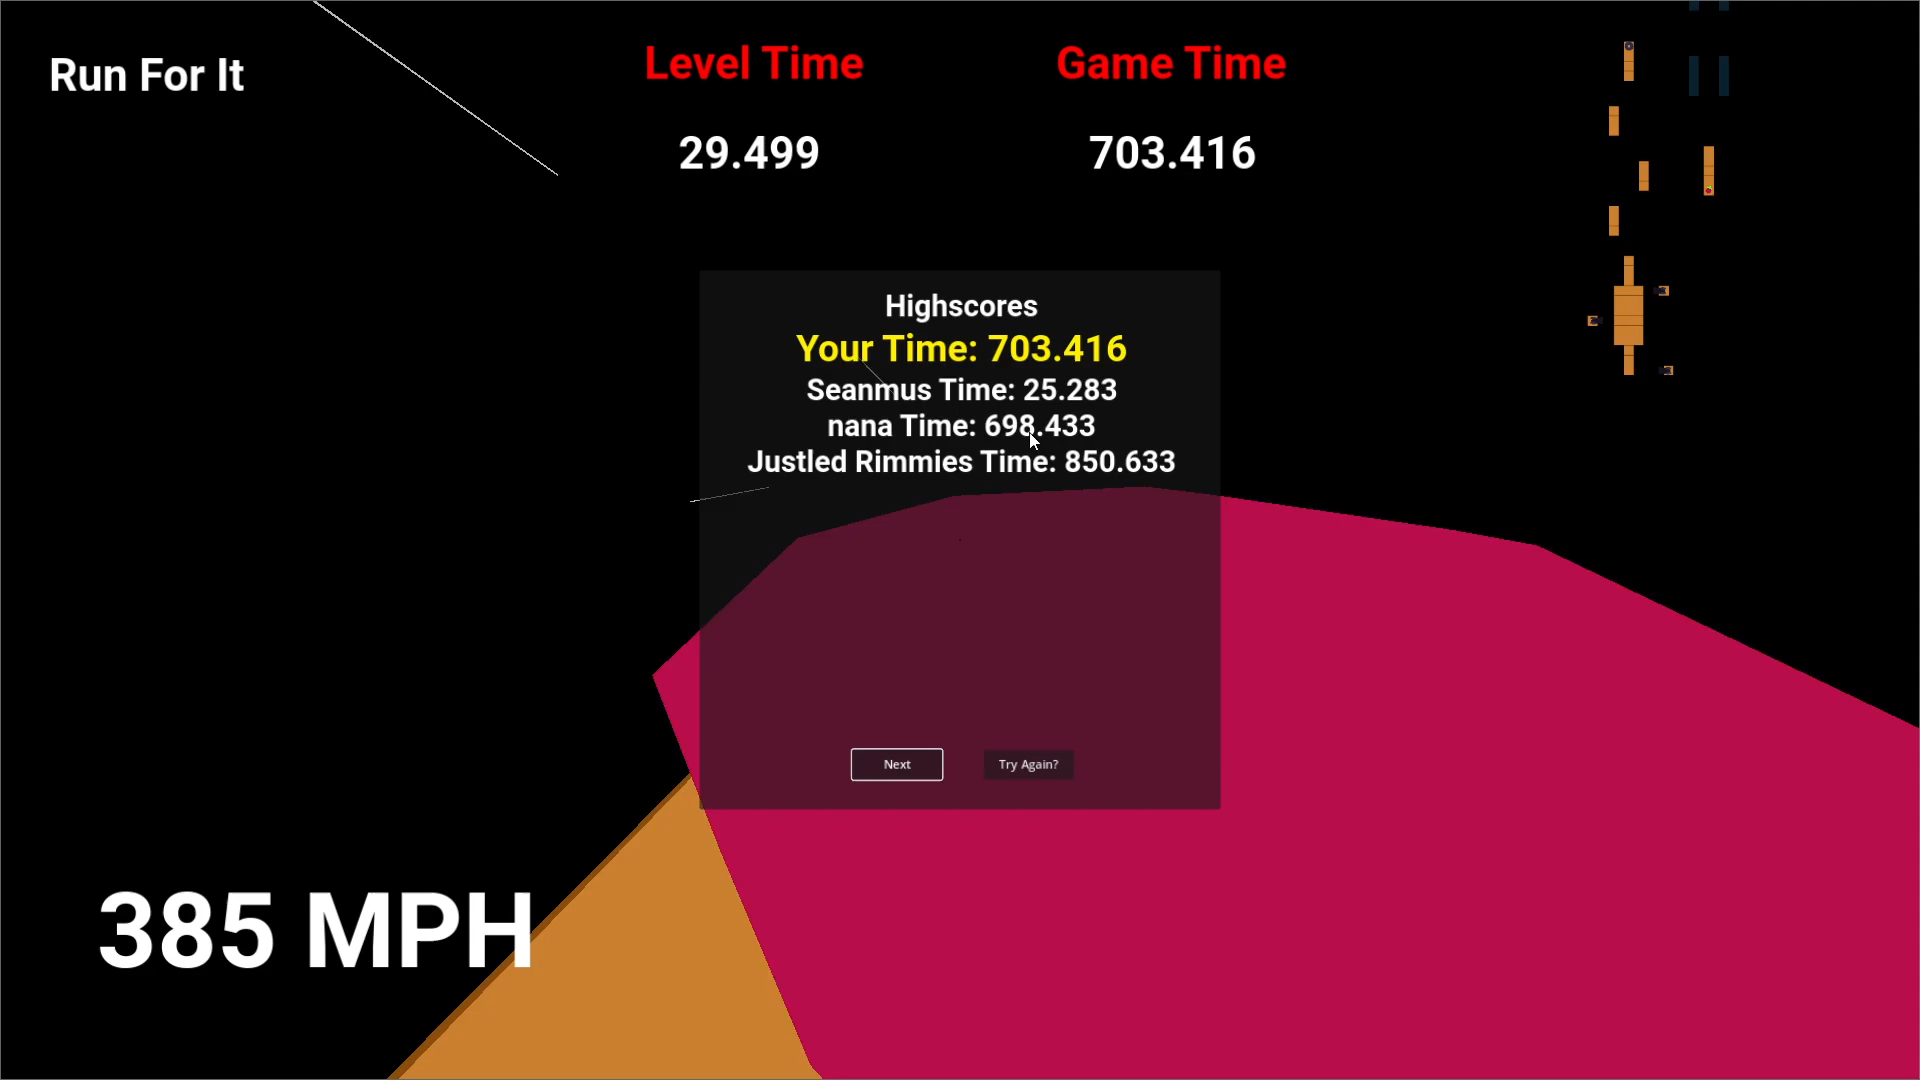 Run For It
Level Time
Game Time
29.499
703.416
Highscores
Your Time: 703.416
Seanmus Time: 25.283
nana Time: 698.433
Justled Rimmies Time: 850.633
Next
Try Again?
385 MPH